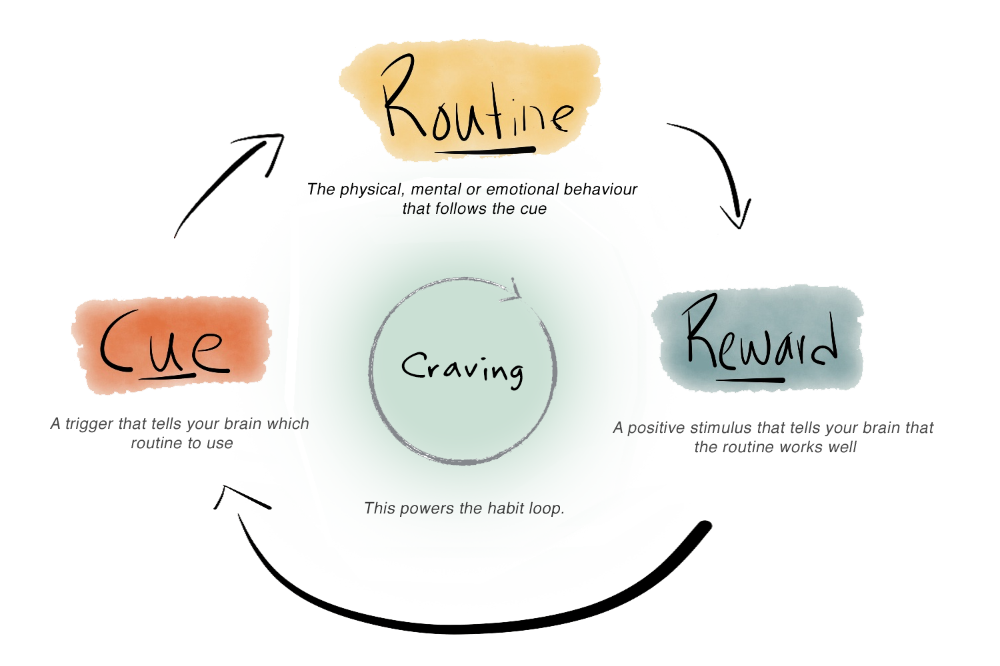 Routine
The physical, mental or emotional behaviour
that follows the cue
Cue
A trigger that tells your brain which
routine to use
Craving
This powers the habit loop.
Reward
A positive stimulus that tells your brain that
the routine works well